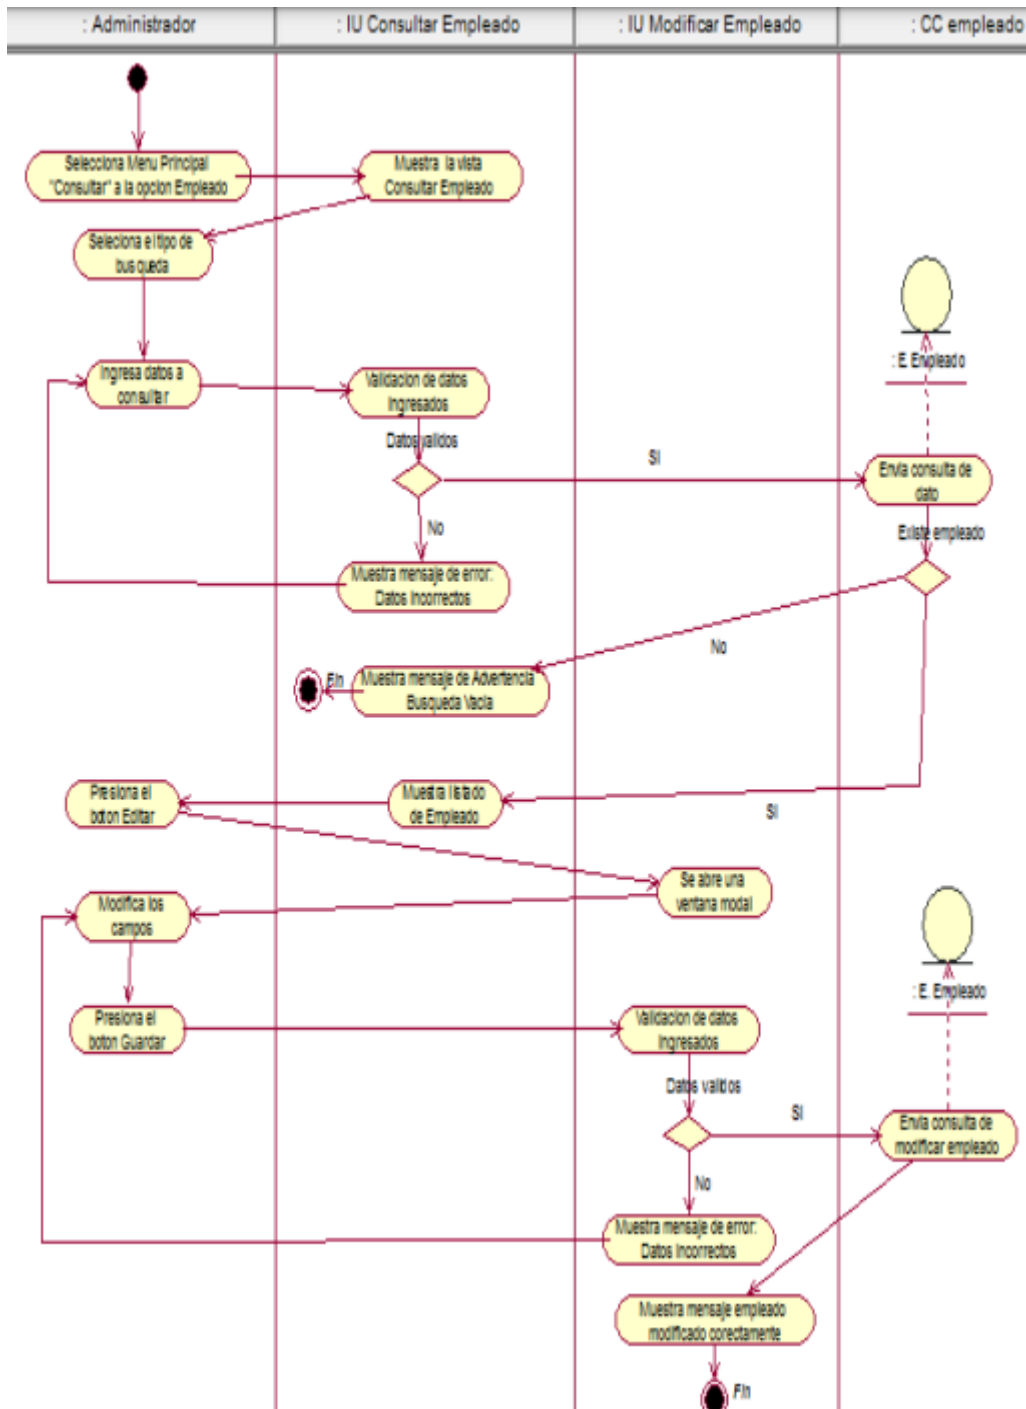 : Administrador
: IU Consultar Empleado
: IU Modificar Empleado
: CC empleado
Selecciona Menu Principal
"Consultar" a la opcion Empleado
Muestra la vista
Consultar Empleado
Seleciona el tipo de
busqueda
: E. Empleado
Ingresa datos a
consultar
Validacion de datos
Ingresados
Datos validos
SI
Envia consulta de
dato
No
Existe empleado
Muestra mensaje de error:
Datos Incorrectos
No
Fin
Muestra mensaje de Advertencia
Busqueda Vacia
Presiona el
boton Editar
Muestra listado
de Empleado
SI
Se abre una
ventana modal
Modifica los
campos
: E. Empleado
Presiona el
boton Guardar
Validacion de datos
Ingresados
Datos validos
SI
Envia consulta de
modificar empleado
No
Muestra mensaje de error:
Datos Incorrectos
Muestra mensaje empleado
modificado corectamente
Fin